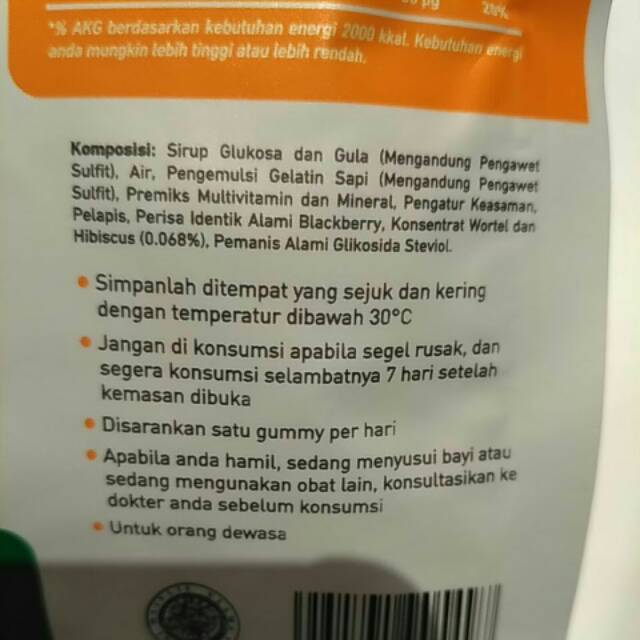 µg 20%
*% AKG berdasarkan kebutuhan energi 2000 kkal. Kebutuhan energi
anda mungkin lebih tinggi atau lebih rendah.
Komposisi: Sirup Glukosa dan Gula (Mengandung Pengawet
Sulfit), Air, Pengemulsi Gelatin Sapi (Mengandung Pengawet
Sulfit), Premiks Multivitamin dan Mineral, Pengatur Keasaman,
Pelapis, Perisa Identik Alami Blackberry, Konsentrat Wortel dan
Hibiscus (0.068%), Pemanis Alami Glikosida Steviol.
Simpanlah ditempat yang sejuk dan kering
dengan temperatur dibawah 30°C
Jangan di konsumsi apabila segel rusak, dan
segera konsumsi selambatnya 7 hari setelah
kemasan dibuka
Disarankan satu gummy per hari
Apabila anda hamil, sedang menyusui bayi atau
sedang mengunakan obat lain, konsultasikan ke
dokter anda sebelum konsumsi
Untuk orang dewasa